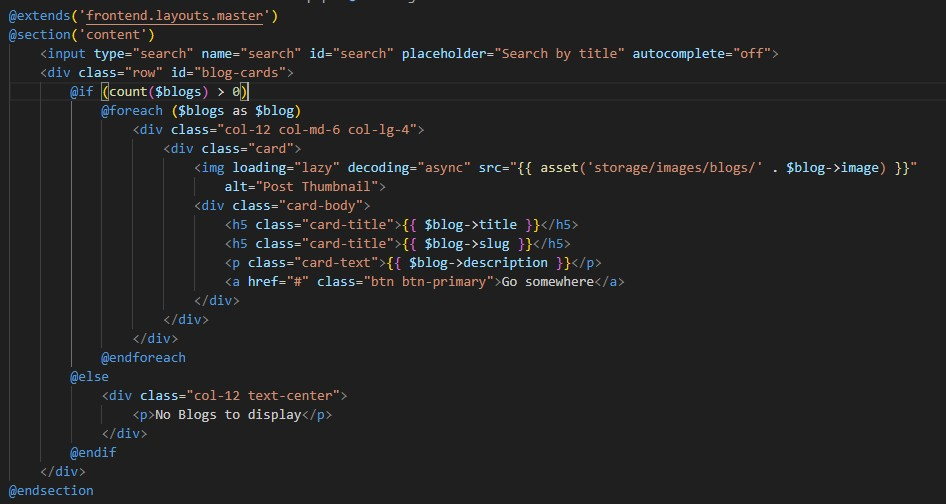 @extends('frontend.layouts.master')
@section('content')
    <input type="search" name="search" id="search" placeholder="Search by title" autocomplete="off">
    <div class="row" id="blog-cards">
        @if (count($blogs) > 0)
            @foreach ($blogs as $blog)
                <div class="col-12 col-md-6 col-lg-4">
                    <div class="card">
                        <img loading="lazy" decoding="async" src="{{ asset('storage/images/blogs/' . $blog->image) }}"
                            alt="Post Thumbnail">
                        <div class="card-body">
                            <h5 class="card-title">{{ $blog->title }}</h5>
                            <h5 class="card-title">{{ $blog->slug }}</h5>
                            <p class="card-text">{{ $blog->description }}</p>
                            <a href="#" class="btn btn-primary">Go somewhere</a>
                        </div>
                    </div>
                </div>
            @endforeach
        @else
            <div class="col-12 text-center">
                <p>No Blogs to display</p>
            </div>
        @endif
    </div>
@endsection